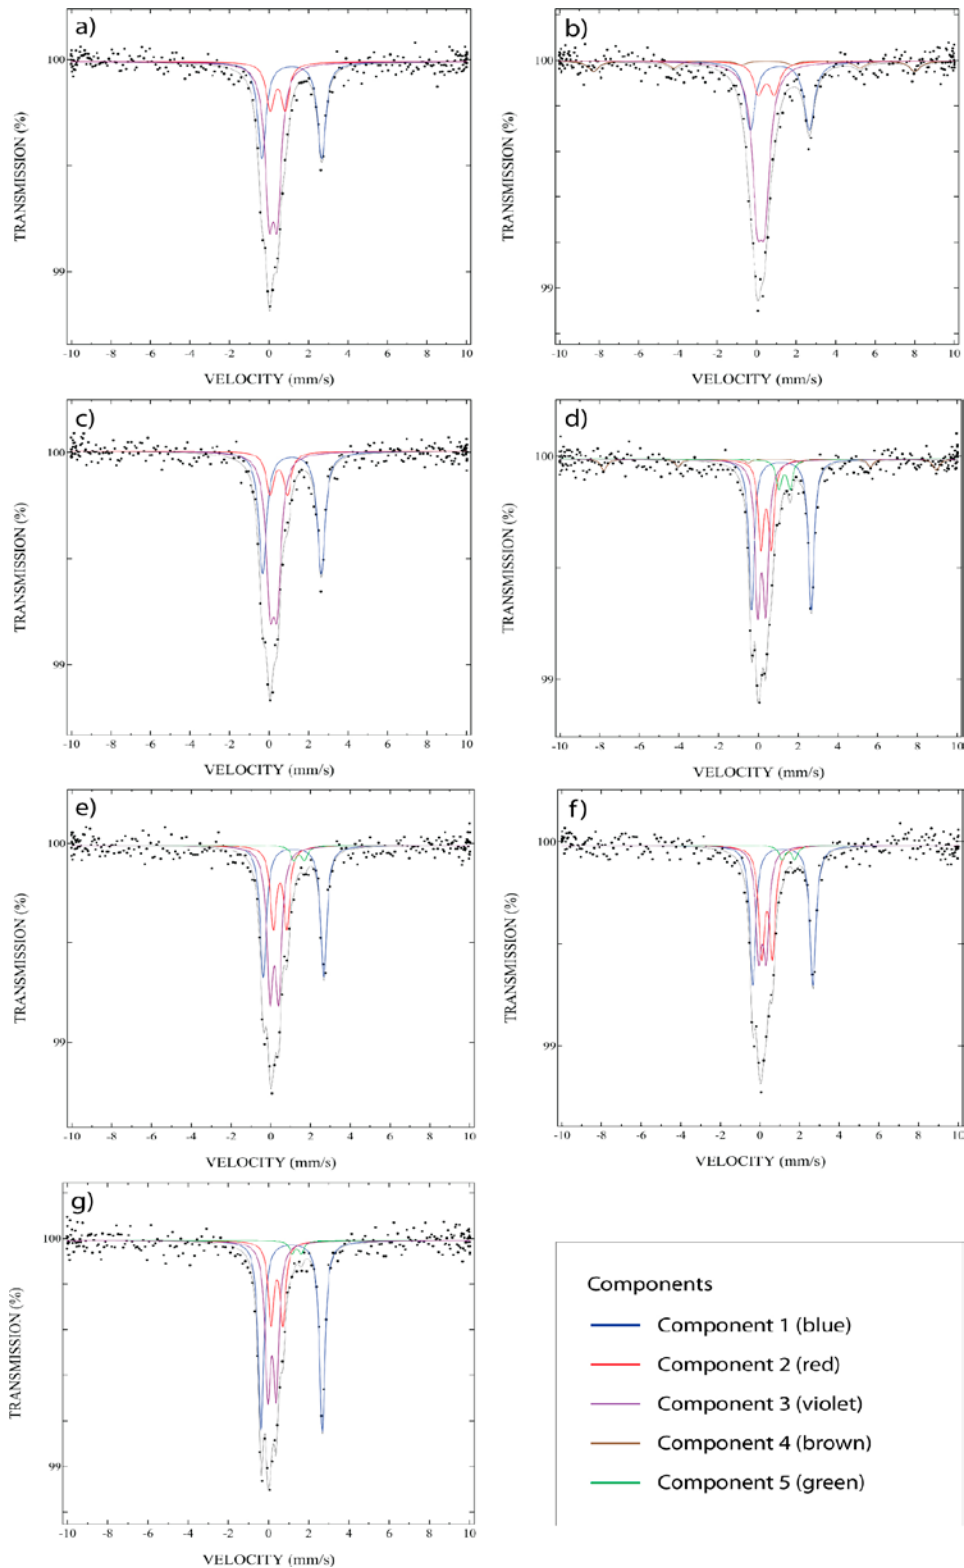 a)
b)
100
100
TRANSMISSION (%)
TRANSMISSION (%)
99
99
-10 -8 -6 -4 -2 0 2 4 6 8 10
-10 -8 -6 -4 -2 0 2 4 6 8 10
VELOCITY (mm/s)
VELOCITY (mm/s)
c)
d)
100
100
TRANSMISSION (%)
TRANSMISSION (%)
99
99
-10 -8 -6 -4 -2 0 2 4 6 8 10
-10 -8 -6 -4 -2 0 2 4 6 8 10
VELOCITY (mm/s)
VELOCITY (mm/s)
e)
f)
100
100
TRANSMISSION (%)
TRANSMISSION (%)
99
99
-10 -8 -6 -4 -2 0 2 4 6 8 10
-10 -8 -6 -4 -2 0 2 4 6 8 10
VELOCITY (mm/s)
VELOCITY (mm/s)
g)
100
TRANSMISSION (%)
99
-10 -8 -6 -4 -2 0 2 4 6 8 10
VELOCITY (mm/s)
Components
Component 1 (blue)
Component 2 (red)
Component 3 (violet)
Component 4 (brown)
Component 5 (green)